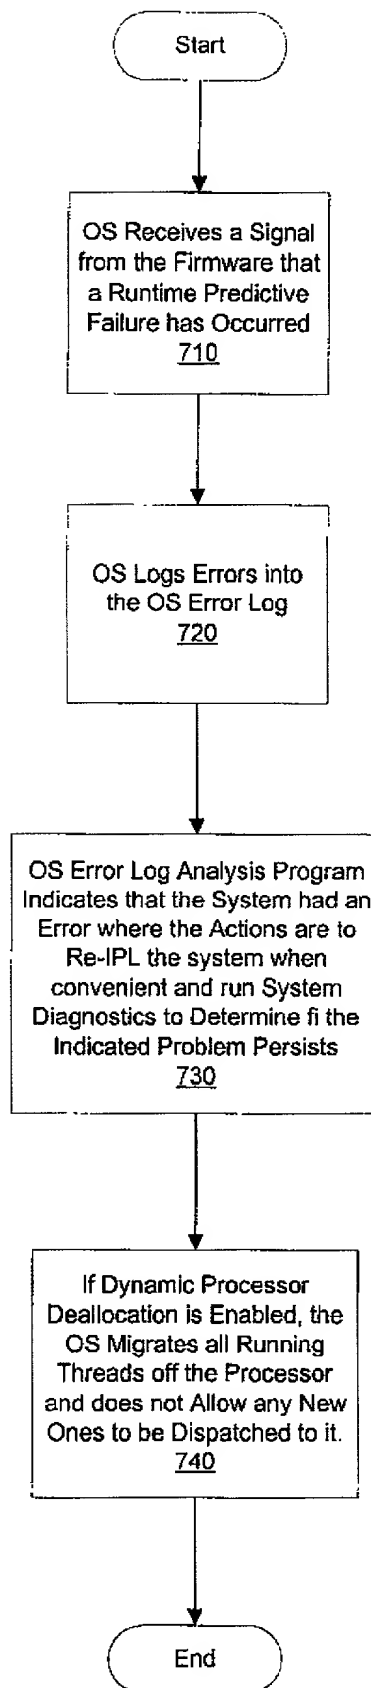 Start
OS Receives a Signal
from the Firmware that
a Runtime Predictive
Failure has Occurred
710
OS Logs Errors into
the OS Error Log
720
OS Error Log Analysis Program
Indicates that the System had an
Error where the Actions are to
Re-IPL the system when
convenient and run System
Diagnostics to Determine fi the
Indicated Problem Persists
730
If Dynamic Processor
Deallocation is Enabled, the
OS Migrates all Running
Threads off the Processor
and does not Allow any New
Ones to be Dispatched to it.
740
End